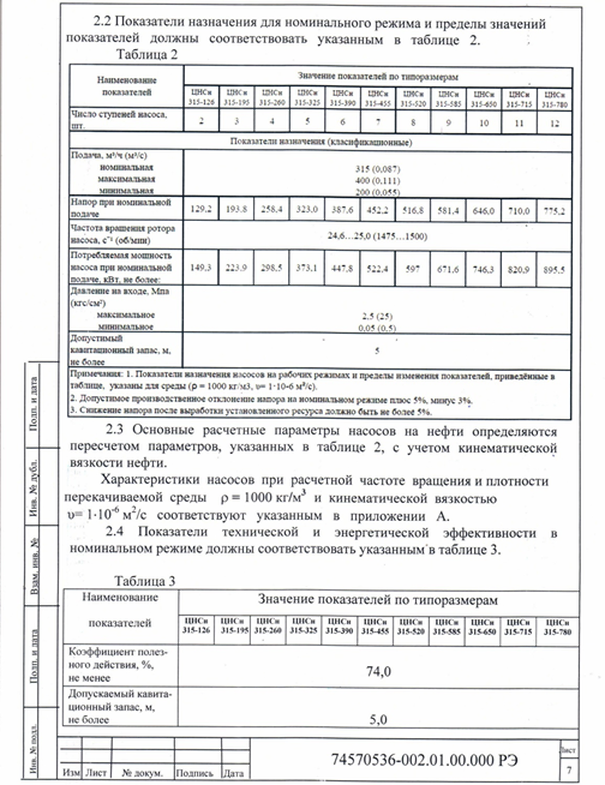 2.2 Показатели назначения для номинального режима и пределы значений
показателей должны соответствовать указанным в таблице 2.
Таблица 2
Наименование показателей | Значение показателей по типоразмерам
ЦНСн 315-126 | ЦНСн 315-195 | ЦНСн 315-260 | ЦНСн 315-325 | ЦНСн 315-390 | ЦНСн 315-455 | ЦНСн 315-520 | ЦНСн 315-585 | ЦНСн 315-650 | ЦНСн 315-715 | ЦНСн 315-780
Число ступеней насоса, шт. | 2 | 3 | 4 | 5 | 6 | 7 | 8 | 9 | 10 | 11 | 12
Показатели назначения (классификационные)
Подача, м³/ч (м³/с)
номинальная 315 (0,087)
максимальная 400 (0,111)
минимальная 200 (0,055)
Напор при номинальной подаче | 129,2 | 193,8 | 258,4 | 323,0 | 387,6 | 452,2 | 516,8 | 581,4 | 646,0 | 710,0 | 775,2
Частота вращения ротора насоса, с⁻¹ (об/мин) | 24,6...25,0 (1475...1500)
Потребляемая мощность насоса при номинальной подаче, кВт, не более: | 149,3 | 223,9 | 298,5 | 373,1 | 447,8 | 522,4 | 597 | 671,6 | 746,3 | 820,9 | 895,5
Давление на входе, Мпа (кгс/см²)
максимальное 2,5 (25)
минимальное 0,05 (0,5)
Допустимый кавитационный запас, м, не более | 5
Примечания: 1. Показатели назначения насосов на рабочих режимах и пределы изменения показателей, приведённые в
таблице, указаны для среды (ρ = 1000 кг/м3, υ= 1·10-6 м²/с).
2. Допустимое производственное отклонение напора на номинальном режиме плюс 5%, минус 3%.
3. Снижение напора после выработки установленного ресурса должно быть не более 5%.
2.3 Основные расчетные параметры насосов на нефти определяются
пересчетом параметров, указанных в таблице 2, с учетом кинематической
вязкости нефти.
Характеристики насосов при расчетной частоте вращения и плотности
перекачиваемой среды ρ = 1000 кг/м³ и кинематической вязкостью
υ= 1·10⁻⁶ м²/с соответствуют указанным в приложении А.
2.4 Показатели технической и энергетической эффективности в
номинальном режиме должны соответствовать указанным в таблице 3.
Таблица 3
Наименование показателей | Значение показателей по типоразмерам
ЦНСн 315-126 | ЦНСн 315-195 | ЦНСн 315-260 | ЦНСн 315-325 | ЦНСн 315-390 | ЦНСн 315-455 | ЦНСн 315-520 | ЦНСн 315-585 | ЦНСн 315-650 | ЦНСн 315-715 | ЦНСн 315-780
Коэффициент полез-
ного действия, %,
не менее | 74,0
Допускаемый кавита-
ционный запас, м,
не более | 5,0
Подп. и дата
Инв. № дубл.
Взам. инв. №
Подп. и дата
Инв. № подл.
Изм Лист № докум. Подпись Дата
74570536-002.01.00.000 РЭ
Лист
7